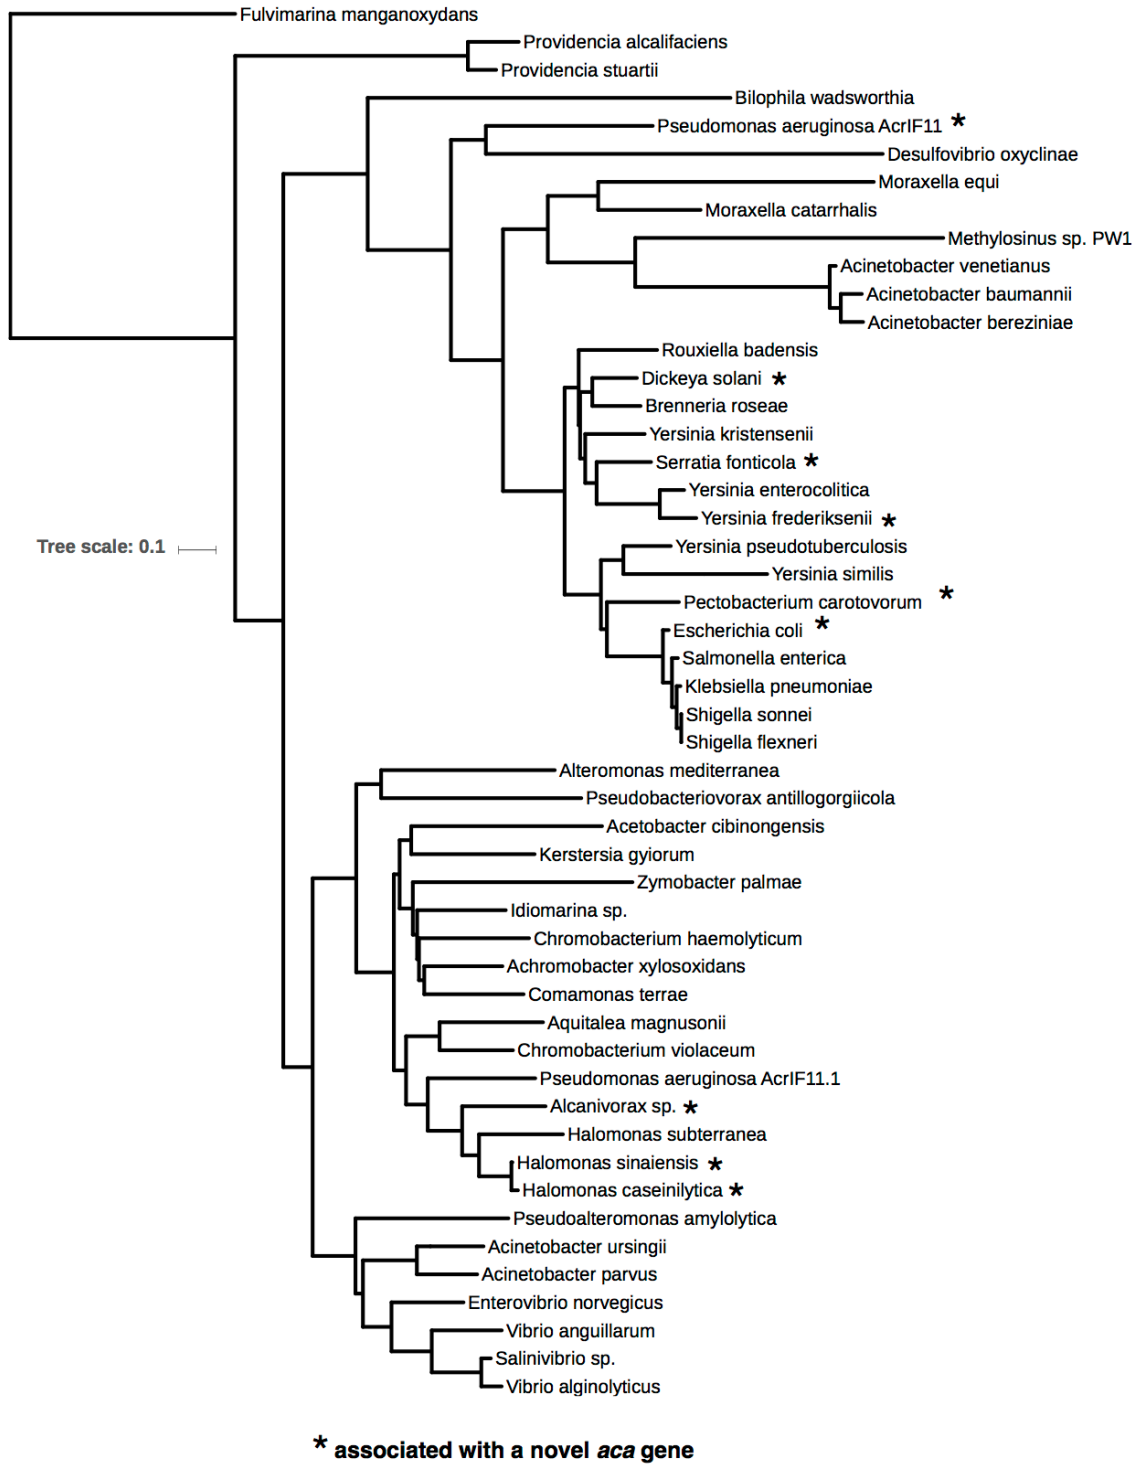 Fulvimarina manganoxydans
Providencia alcalifaciens
Providencia stuartii
Bilophila wadsworthia
Pseudomonas aeruginosa AcrIF11 *
Desulfovibrio oxyclinae
Moraxella equi
Moraxella catarrhalis
Methylosinus sp. PW1
Acinetobacter venetianus
Acinetobacter baumannii
Acinetobacter bereziniae
Rouxiella badensis
Dickeya solani *
Brenneria roseae
Yersinia kristensenii
Serratia fonticola *
Yersinia enterocolitica
Yersinia frederiksenii *
Tree scale: 0.1
Yersinia pseudotuberculosis
Yersinia similis
Pectobacterium carotovorum *
Escherichia coli *
Salmonella enterica
Klebsiella pneumoniae
Shigella sonnei
Shigella flexneri
Alteromonas mediterranea
Pseudobacteriovorax antillogorgiicola
Acetobacter cibinongensis
Kerstersia gyiorum
Zymobacter palmae
Idiomarina sp.
Chromobacterium haemolyticum
Achromobacter xylosoxidans
Comamonas terrae
Aquitalea magnusonii
Chromobacterium violaceum
Pseudomonas aeruginosa AcrIF11.1
Alcanivorax sp. *
Halomonas subterranea
Halomonas sinaiensis *
Halomonas caseinilytica *
Pseudoalteromonas amylolytica
Acinetobacter ursingii
Acinetobacter parvus
Enterovibrio norvegicus
Vibrio anguillarum
Salinivibrio sp.
Vibrio alginolyticus
* associated with a novel aca gene